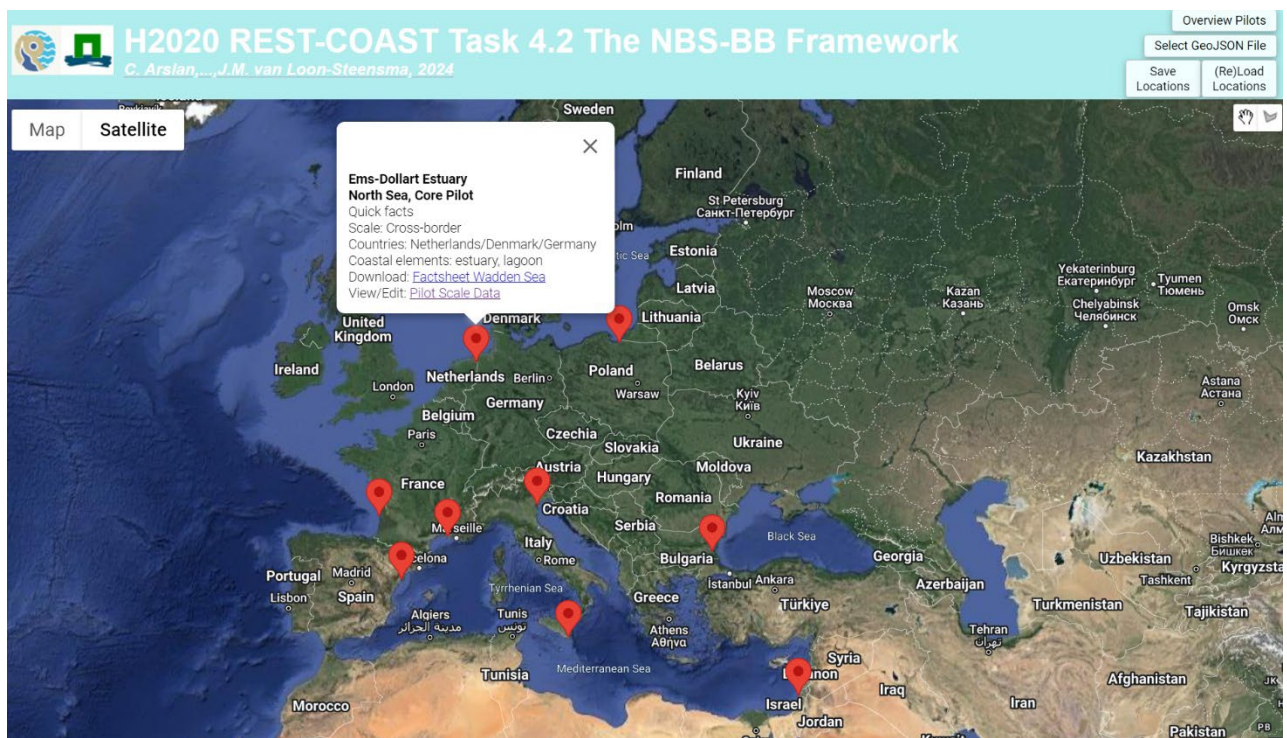 H2020 REST-COAST Task 4.2 The NBS-BB Framework
C. Arslan,...,J.M. van Loon-Steensma, 2024
Overview Pilots
Select GeoJSON File
Save
Locations
(Re)Load
Locations
Map
Satellite
Ems-Dollart Estuary
North Sea, Core Pilot
Quick facts
Scale: Cross-border
Countries: Netherlands/Denmark/Germany
Coastal elements: estuary, lagoon
Download: Factsheet Wadden Sea
View/Edit: Pilot Scale Data
Sweden
Finland
St Petersburg
Санкт-Петербург
Estonia
Latvia
Lithuania
Moscow
Москва
Kazan
Казань
Yekaterinburg
Екатеринбург
Tyumen
Тюмень
Chelyabinsk
Челябинск
Omsk
Омск
Denmark
United
Kingdom
Ireland
London
Netherlands
Berlin
Poland
Warsaw
Belarus
Germany
Belgium
Kyiv
Київ
Astana
Астана
Paris
Czechia
Slovakia
Ukraine
Kazakhstan
France
Austria
Hungary
Moldova
Romania
Croatia
Serbia
Black Sea
Italy
Rome
Bulgaria
Georgia
Bishkek
Бишкек
Uzbekistan
Tashkent
Portugal
Madrid
Lisbon
Spain
Tyrrhenian Sea
Greece
İstanbul
Ankara
Azerbaijan
Türkiye
Turkmenistan
Tajikistan
Algiers
مدينة الجزائر
Tunis
تونس
Athens
Αθήνα
Tehran
تهران
Syria
Mediterranean Sea
Tunisia
Iraq
Iran
Afghanistan
Morocco
Israel
Jordan
Pakistan
PB